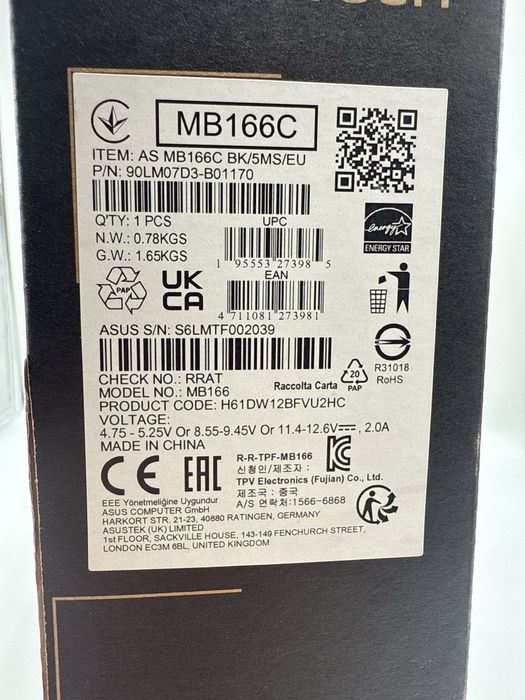 MB166C
ITEM: AS MB166C BK/5MS/EU
P/N: 90LM07D3-B01170
Q'TY: 1 PCS
UPC
N.W.: 0.78KGS
G.W.: 1.65KGS
1 95553 27398 5
EAN
energy
ENERGY STAR
PAP
UK
CA
4 711081 273981
ASUS S/N: S6LMTF002039
R31018
RoHS
CHECK NO.: RRAT
Raccolta Carta
20
PAP
MODEL NO.: MB166
PRODUCT CODE: H61DW12BFVU2HC
VOLTAGE:
4.75 - 5.25V Or 8.55-9.45V Or 11.4-12.6V⎓, 2.0A
MADE IN CHINA
CE EAC
R-R-TPF-MB166
신청인/제조자 :
TPV Electronics (Fujian) Co., Ltd.
제조국 : 중국
A/S 연락처:1566-6868
EEE Yönetmeliğine Uygundur
ASUS COMPUTER GmbH
HARKORT STR. 21-23, 40880 RATINGEN, GERMANY
ASUSTEK (UK) LIMITED
1st FLOOR, SACKVILLE HOUSE, 143-149 FENCHURCH STREET,
LONDON EC3M 6BL, UNITED KINGDOM